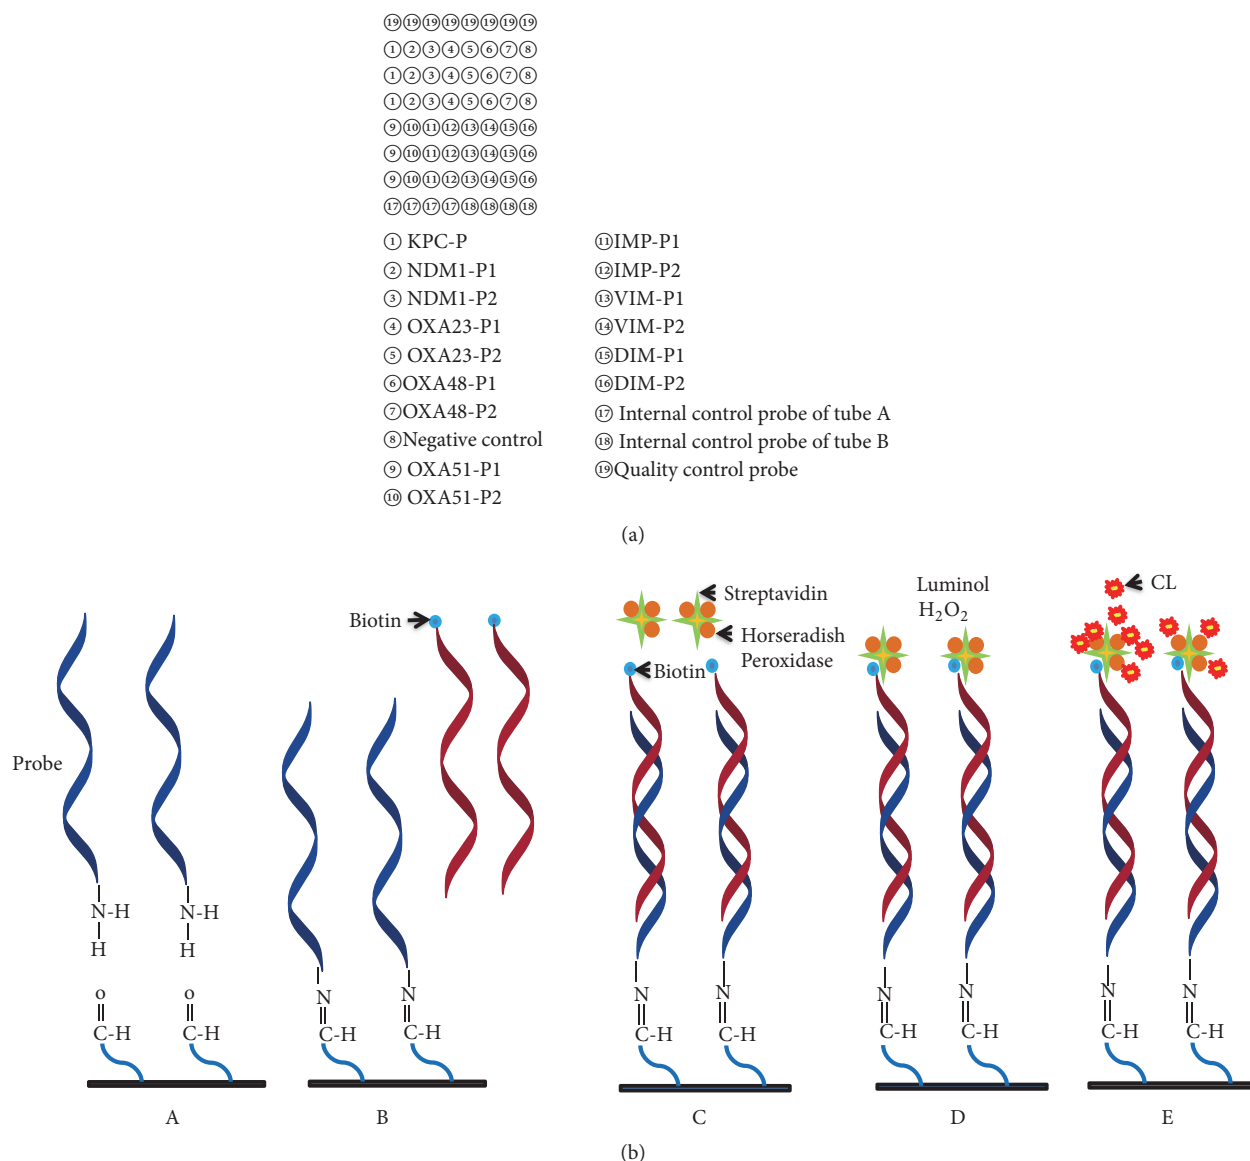 ⑲⑲⑲⑲⑲⑲⑲⑲
①②③④⑤⑥⑦⑧
①②③④⑤⑥⑦⑧
①②③④⑤⑥⑦⑧
⑨⑩⑪⑫⑬⑭⑮⑯
⑨⑩⑪⑫⑬⑭⑮⑯
⑨⑩⑪⑫⑬⑭⑮⑯
⑰⑰⑰⑰⑱⑱⑱⑱
① KPC-P
② NDM1-P1
③ NDM1-P2
④ OXA23-P1
⑤ OXA23-P2
⑥OXA48-P1
⑦OXA48-P2
⑧Negative control
⑨ OXA51-P1
⑩ OXA51-P2
⑪IMP-P1
⑫IMP-P2
⑬VIM-P1
⑭VIM-P2
⑮DIM-P1
⑯DIM-P2
⑰ Internal control probe of tube A
⑱ Internal control probe of tube B
⑲Quality control probe
(a)
Probe
N-H
H
N-H
H
o
C-H
o
C-H
A
Biotin
N
C-H
N
C-H
B
Streptavidin
Horseradish
Peroxidase
Biotin
N
C-H
N
C-H
C
Luminol
H₂O₂
N
C-H
N
C-H
D
CL
N
C-H
N
C-H
E
(b)